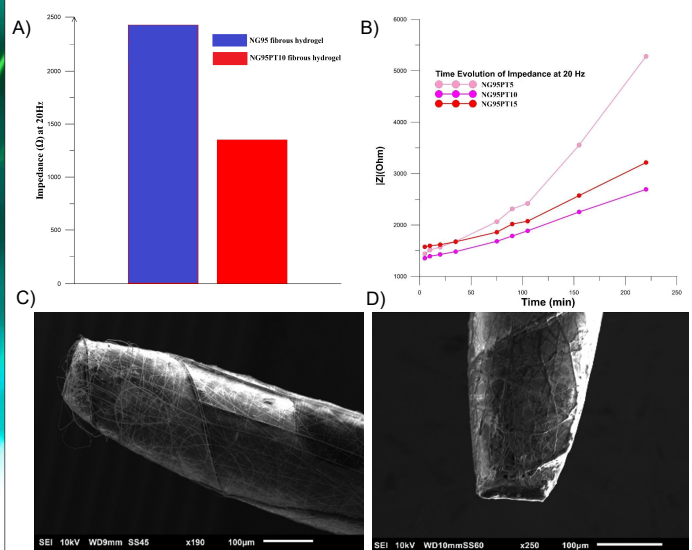 A)
2500
2000
1500
1000
500
0
Impedance (Ω) at 20Hz
NG95 fibrous hydrogel
NG95PT10 fibrous hydrogel
B)
6000
5000
4000
3000
2000
1000
|Z|(Ohm)
Time Evolution of Impedance at 20 Hz
NG95PT5
NG95PT10
NG95PT15
0 50 100 150 200 250
Time (min)
C)
SEI 10kV WD9mm SS45 x190 100µm
D)
SEI 10kV WD10mmSS60 x250 100µm